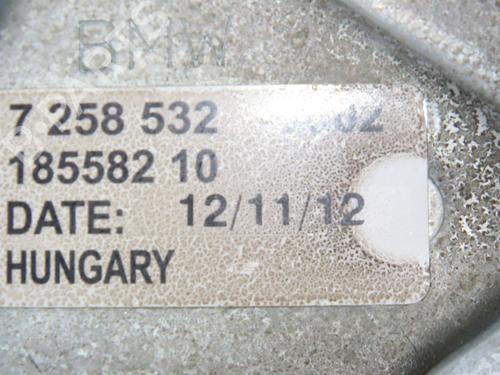 BMW
7 258 532
185582 10
DATE: 12/11/12
HUNGARY